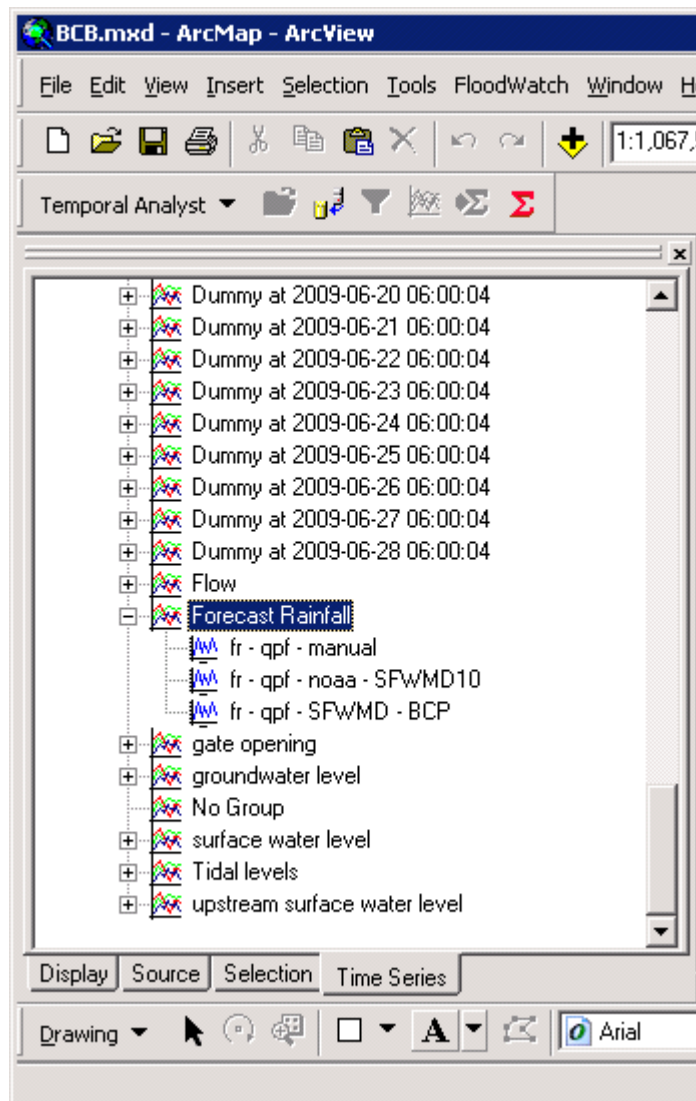 BCB.mxd - ArcMap - ArcView
File Edit View Insert Selection Tools FloodWatch Window
1:1,067,
Temporal Analyst
Dummy at 2009-06-20 06:00:04
Dummy at 2009-06-21 06:00:04
Dummy at 2009-06-22 06:00:04
Dummy at 2009-06-23 06:00:04
Dummy at 2009-06-24 06:00:04
Dummy at 2009-06-25 06:00:04
Dummy at 2009-06-26 06:00:04
Dummy at 2009-06-27 06:00:04
Dummy at 2009-06-28 06:00:04
Flow
Forecast Rainfall
fr - qpf - manual
fr - qpf - noaa - SFWMD10
fr - qpf - SFWMD - BCP
gate opening
groundwater level
No Group
surface water level
Tidal levels
upstream surface water level
Display Source Selection Time Series
Drawing A Arial